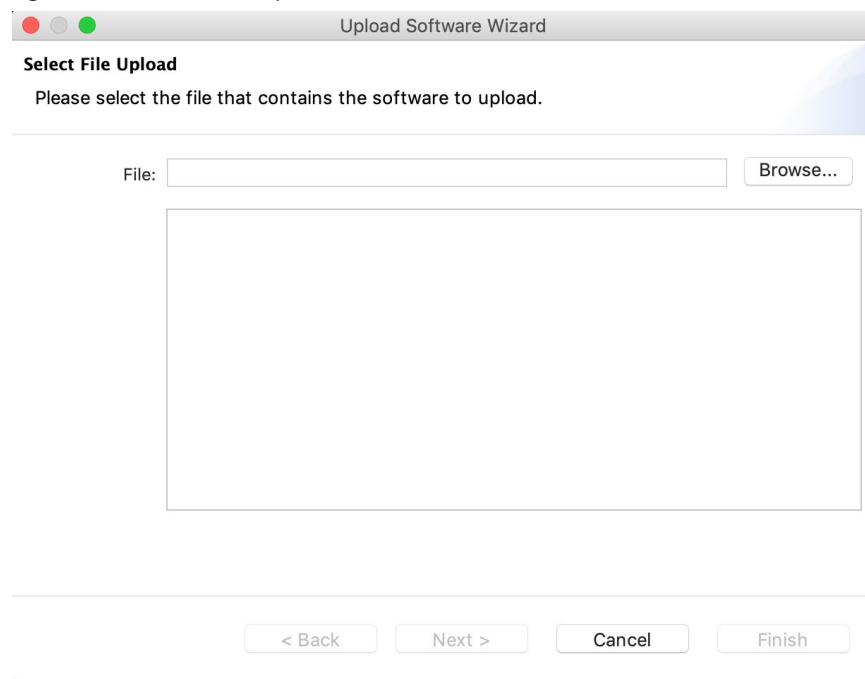 Upload Software Wizard
Select File Upload
Please select the file that contains the software to upload.
File:
Browse...
< Back
Next >
Cancel
Finish